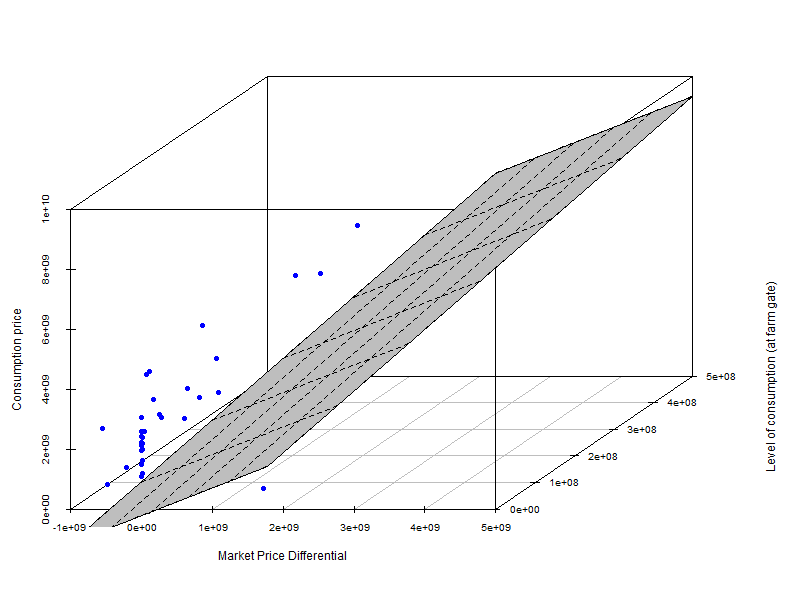 1e+10
8e+09
6e+09
4e+09
2e+09
0e+00
Consumption price
-1e+09 0e+00 1e+09 2e+09 3e+09 4e+09 5e+09
Market Price Differential
0e+00
1e+08
2e+08
3e+08
4e+08
5e+08
Level of consumption (at farm gate)